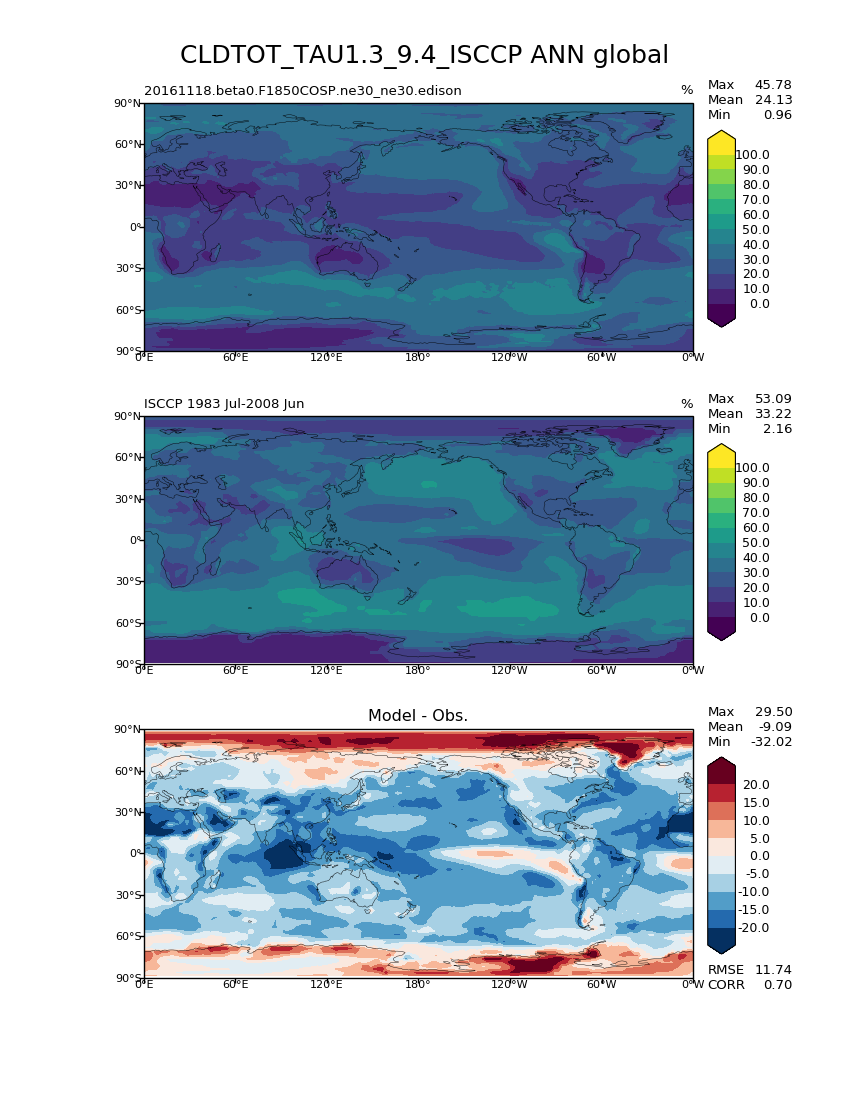 CLDTOT_TAU1.3_9.4_ISCCP ANN global
20161118.beta0.F1850COSP.ne30_ne30.edison
%
Max 45.78
Mean 24.13
Min 0.96
90°N
60°N
30°N
0°
30°S
60°S
90°S
0°E 60°E 120°E 180° 120°W 60°W 0°W
100.0
90.0
80.0
70.0
60.0
50.0
40.0
30.0
20.0
10.0
0.0
ISCCP 1983 Jul-2008 Jun
%
Max 53.09
Mean 33.22
Min 2.16
90°N
60°N
30°N
0°
30°S
60°S
90°S
0°E 60°E 120°E 180° 120°W 60°W 0°W
100.0
90.0
80.0
70.0
60.0
50.0
40.0
30.0
20.0
10.0
0.0
Model - Obs.
Max 29.50
Mean -9.09
Min -32.02
90°N
60°N
30°N
0°
30°S
60°S
90°S
0°E 60°E 120°E 180° 120°W 60°W 0°W
20.0
15.0
10.0
5.0
0.0
-5.0
-10.0
-15.0
-20.0
RMSE 11.74
CORR 0.70